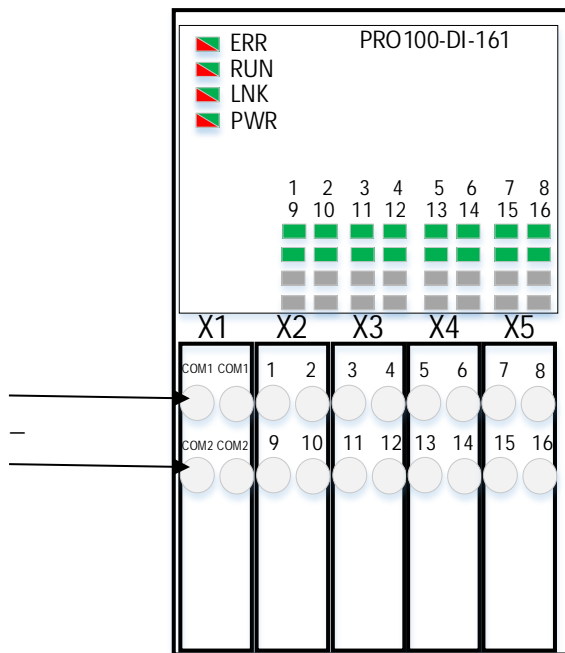 ERR PRO100-DI-161
RUN
LNK
PWR
1 2 3 4 5 6 7 8
9 10 11 12 13 14 15 16
X1 X2 X3 X4 X5
COM1 COM1 1 2 3 4 5 6 7 8
–
COM2 COM2 9 10 11 12 13 14 15 16